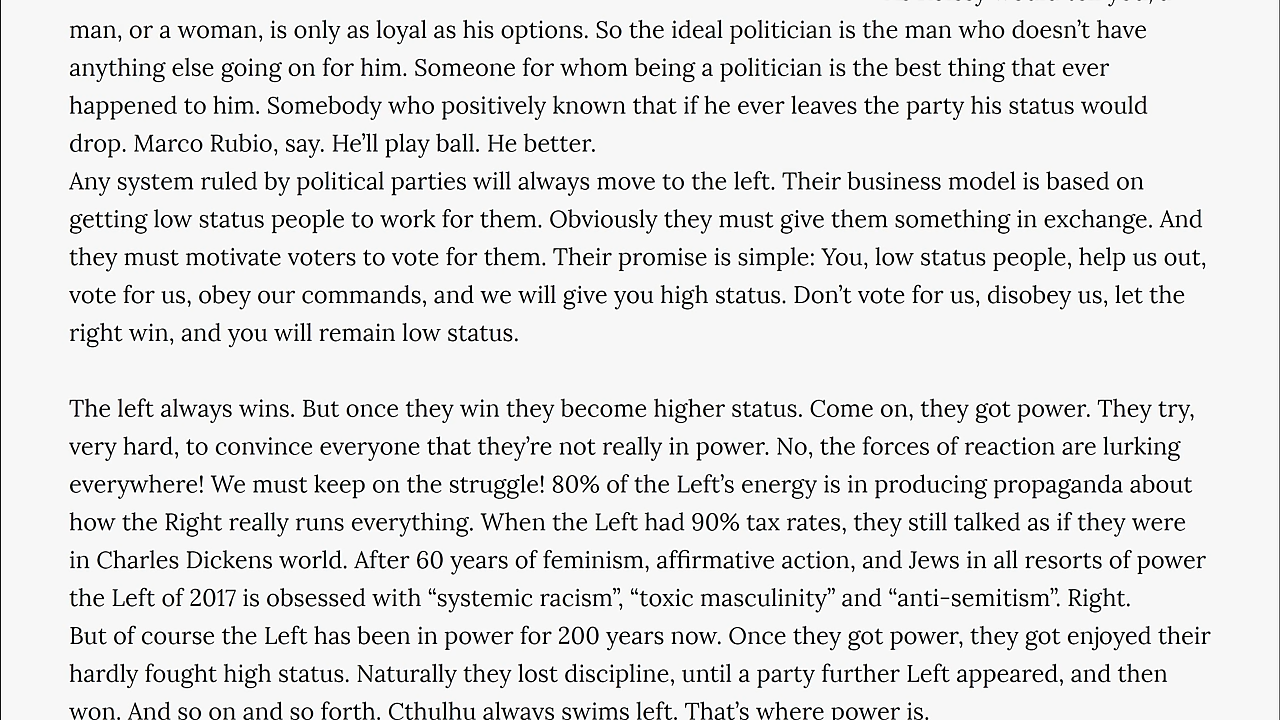 man, or a woman, is only as loyal as his options. So the ideal politician is the man who doesn’t have
anything else going on for him. Someone for whom being a politician is the best thing that ever
happened to him. Somebody who positively known that if he ever leaves the party his status would
drop. Marco Rubio, say. He’ll play ball. He better.
Any system ruled by political parties will always move to the left. Their business model is based on
getting low status people to work for them. Obviously they must give them something in exchange. And
they must motivate voters to vote for them. Their promise is simple: You, low status people, help us out,
vote for us, obey our commands, and we will give you high status. Don’t vote for us, disobey us, let the
right win, and you will remain low status.
The left always wins. But once they win they become higher status. Come on, they got power. They try,
very hard, to convince everyone that they’re not really in power. No, the forces of reaction are lurking
everywhere! We must keep on the struggle! 80% of the Left’s energy is in producing propaganda about
how the Right really runs everything. When the Left had 90% tax rates, they still talked as if they were
in Charles Dickens world. After 60 years of feminism, affirmative action, and Jews in all resorts of power
the Left of 2017 is obsessed with “systemic racism”, “toxic masculinity” and “anti-semitism”. Right.
But of course the Left has been in power for 200 years now. Once they got power, they got enjoyed their
hardly fought high status. Naturally they lost discipline, until a party further Left appeared, and then
won. And so on and so forth. Cthulhu always swims left. That’s where power is.